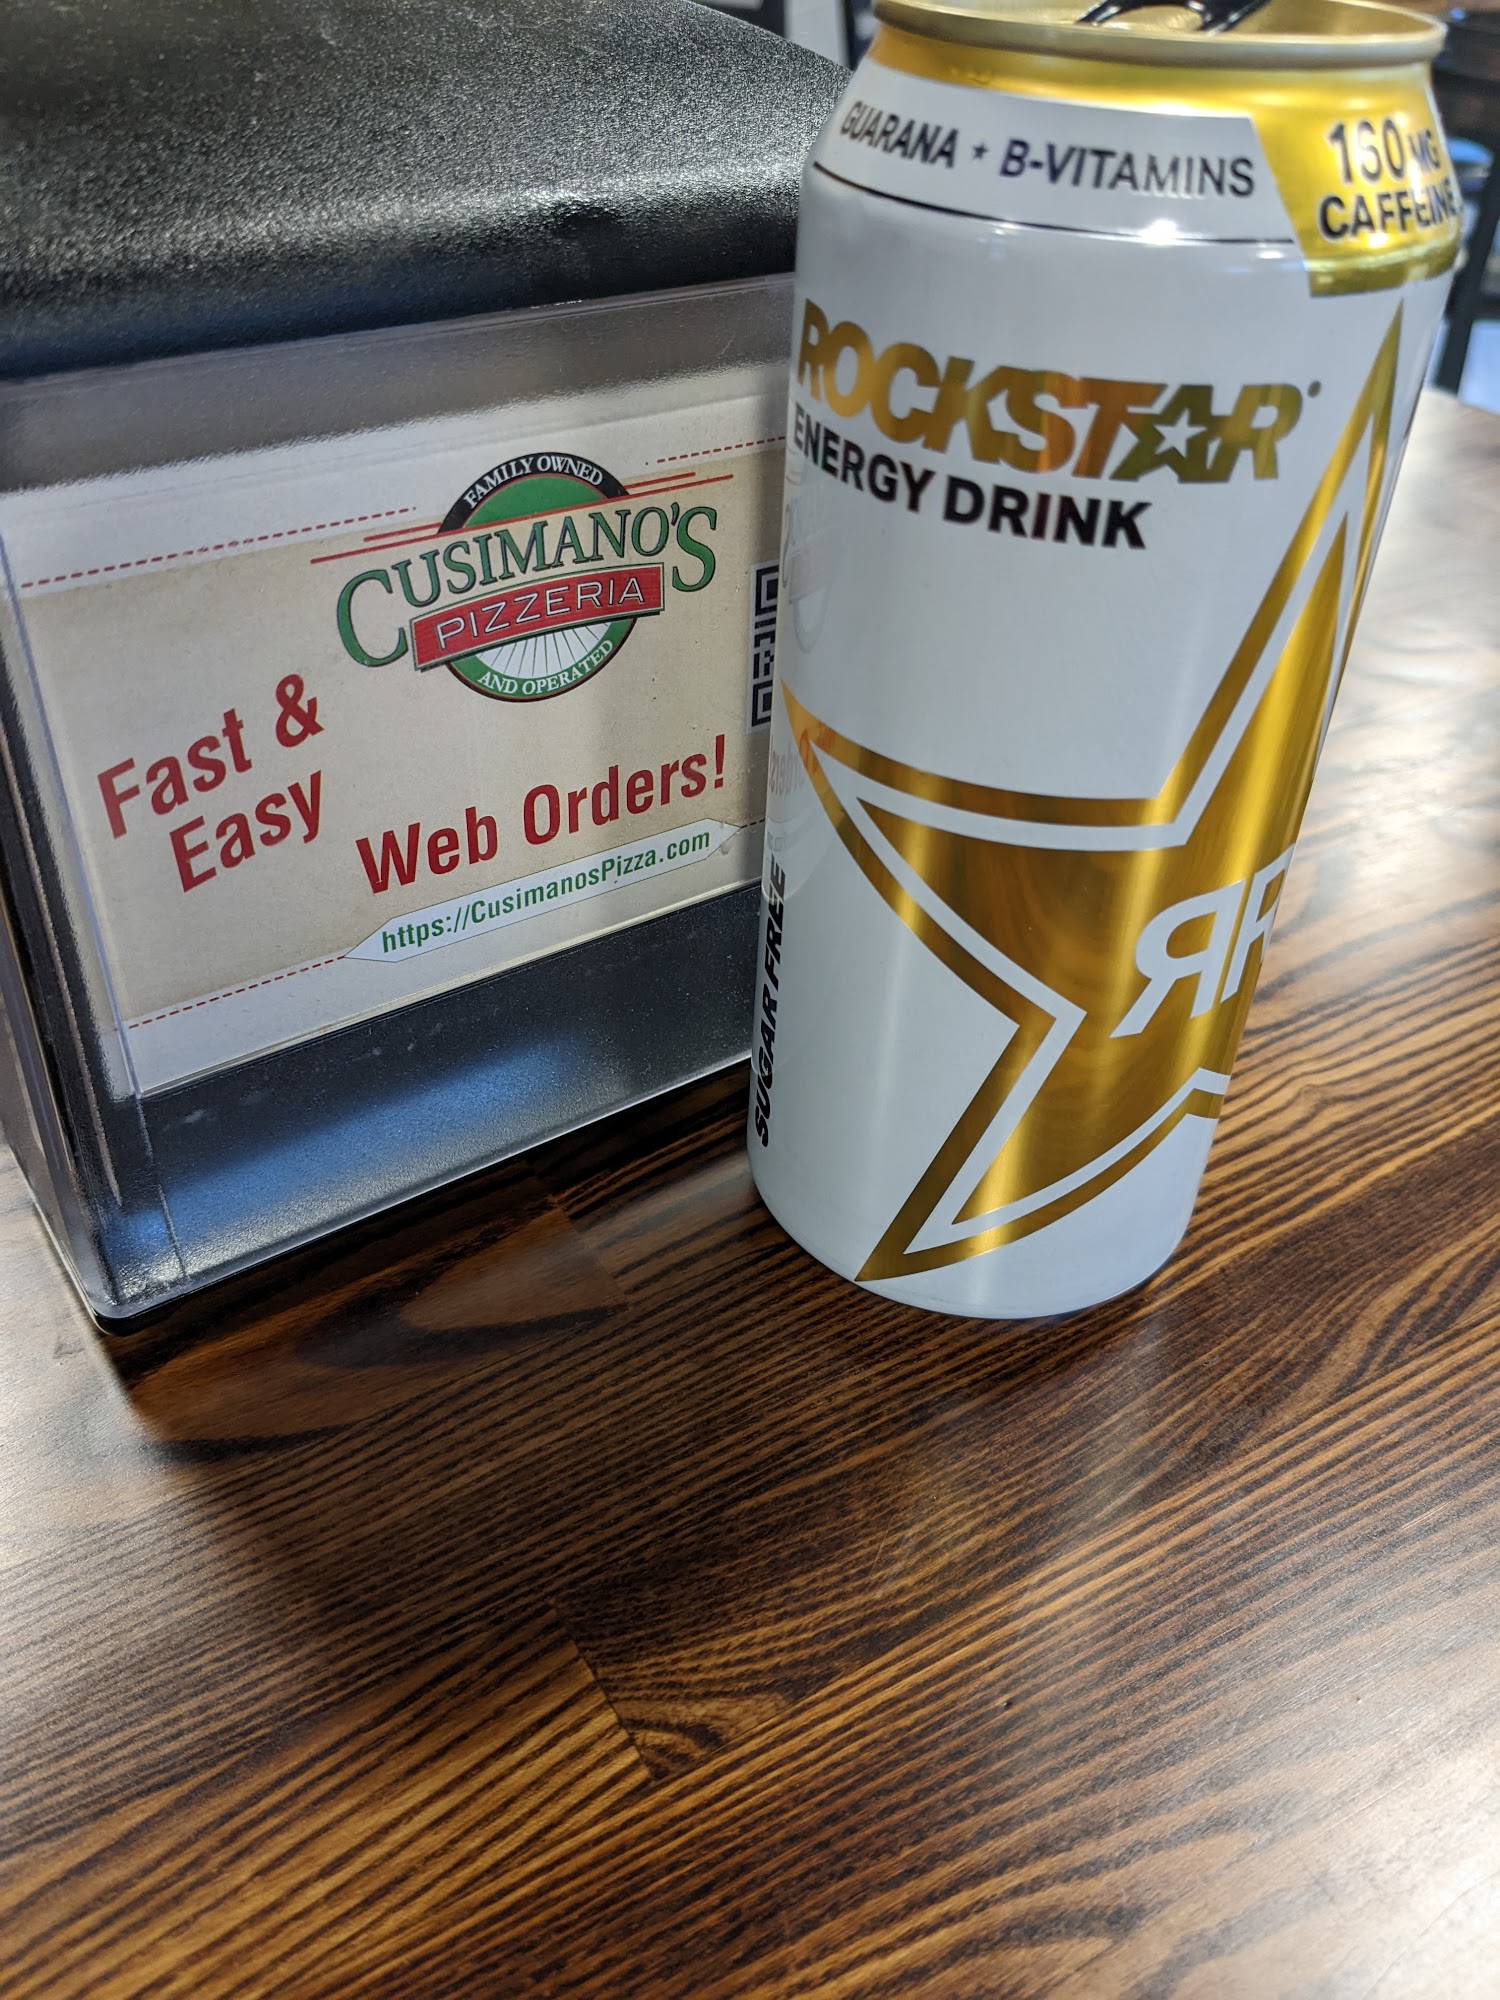 FAMILY OWNED
CUSIMANO'S
PIZZERIA
AND OPERATED
Fast &
Easy
Web Orders!
https://CusimanosPizza.com
GUARANA * B-VITAMINS
160 MG
CAFFEINE
ROCKSTAR
ENERGY DRINK
SUGAR FREE
RR